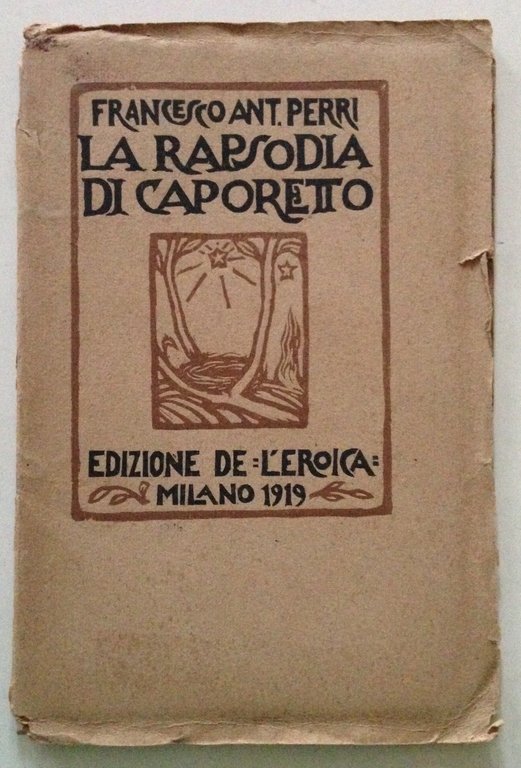 FRANCESCO ANT. PERRI
LA RAPSODIA
DI CAPORETTO
EDIZIONE DE =L'EROICA=
MILANO 1919